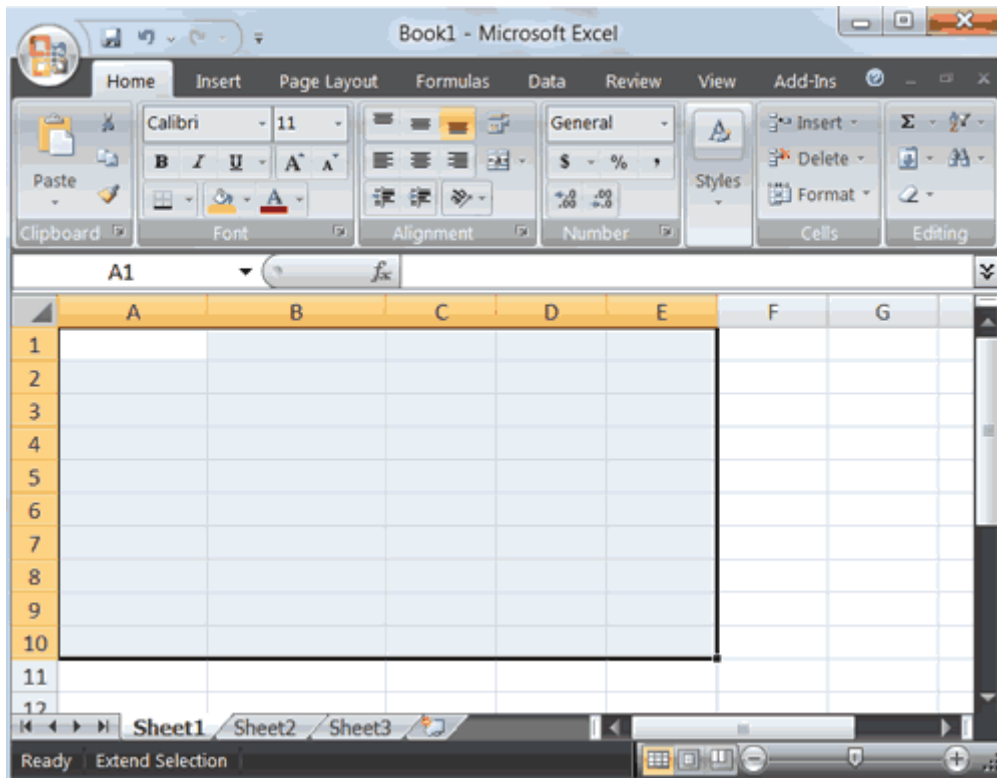 Book1 - Microsoft Excel
Home Insert Page Layout Formulas Data Review View Add-Ins
Calibri 11 General Insert Σ
Paste B I U A A $ % , Styles Delete
A .00 .00 Format
Clipboard Font Alignment Number Cells Editing
A1 fx
A B C D E F G
1
2
3
4
5
6
7
8
9
10
11
12
Sheet1 Sheet2 Sheet3
Ready Extend Selection